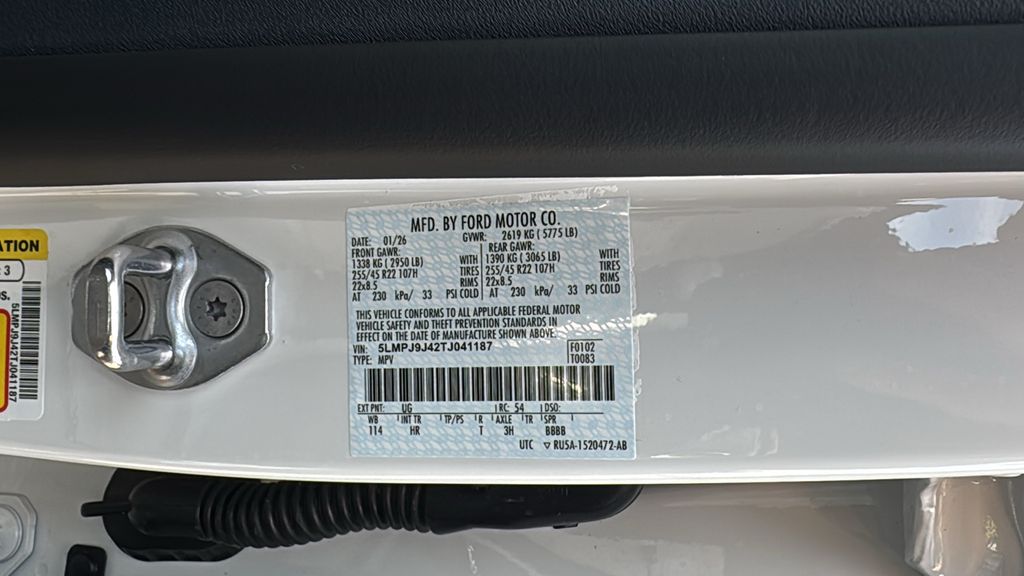 MFD. BY FORD MOTOR CO.
DATE: 01/26 GVWR: 2619 KG ( 5775 LB)
FRONT GAWR: REAR GAWR:
1338 KG ( 2950 LB) WITH 1390 KG ( 3065 LB) WITH
255/45 R22 107H TIRES 255/45 R22 107H TIRES
22x8.5 RIMS 22x8.5 RIMS
AT 230 kPa/ 33 PSI COLD AT 230 kPa/ 33 PSI COLD
THIS VEHICLE CONFORMS TO ALL APPLICABLE FEDERAL MOTOR
VEHICLE SAFETY AND THEFT PREVENTION STANDARDS IN
EFFECT ON THE DATE OF MANUFACTURE SHOWN ABOVE.
VIN: 5LMPJ9J42TJ041187 F0102
TYPE: MPV T0083
EXT PNT: UG RC: 54 DSO:
WB INT TR TP/PS R AXLE TR SPR
114 HR T 3H BBBB
UTC ▽ RU5A-1520472-AB
ATION
: 3
OS.
5LMPJ9J42TJ041187